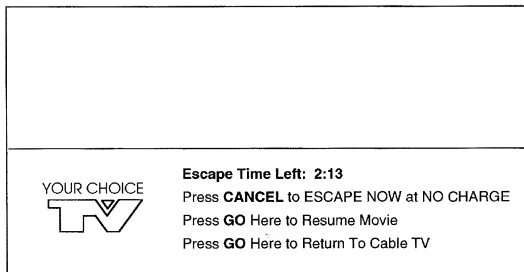 YOUR CHOICE
TV
Escape Time Left: 2:13
Press CANCEL to ESCAPE NOW at NO CHARGE
Press GO Here to Resume Movie
Press GO Here to Return To Cable TV